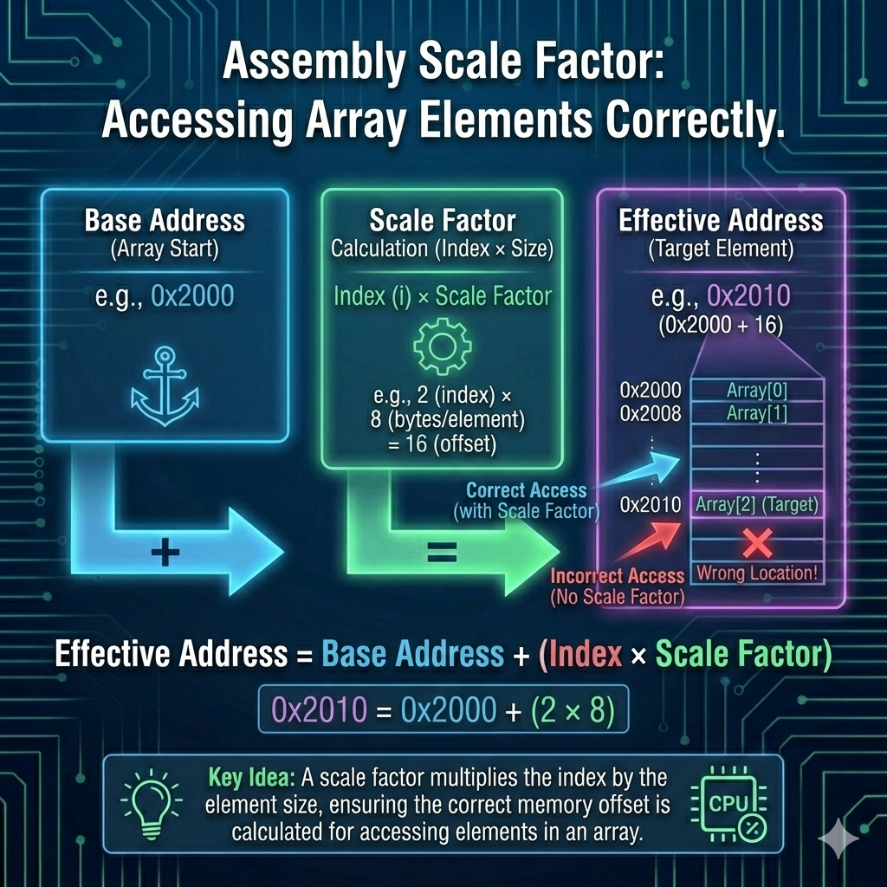 Assembly Scale Factor:
Accessing Array Elements Correctly.
Base Address
(Array Start)
e.g., 0x2000
Scale Factor
Calculation (Index × Size)
Index (i) × Scale Factor
e.g., 2 (index) ×
8 (bytes/element)
= 16 (offset)
Effective Address
(Target Element)
e.g., 0x2010
(0x2000 + 16)
0x2000 Array[0]
0x2008 Array[1]
⋮ ⋮
Correct Access
(with Scale Factor)
0x2010 Array[2] (Target)
Incorrect Access
(No Scale Factor)
Wrong Location!
+
=
Effective Address = Base Address + (Index × Scale Factor)
0x2010 = 0x2000 + (2 × 8)
Key Idea: A scale factor multiplies the index by the
element size, ensuring the correct memory offset is
calculated for accessing elements in an array.
CPU
%